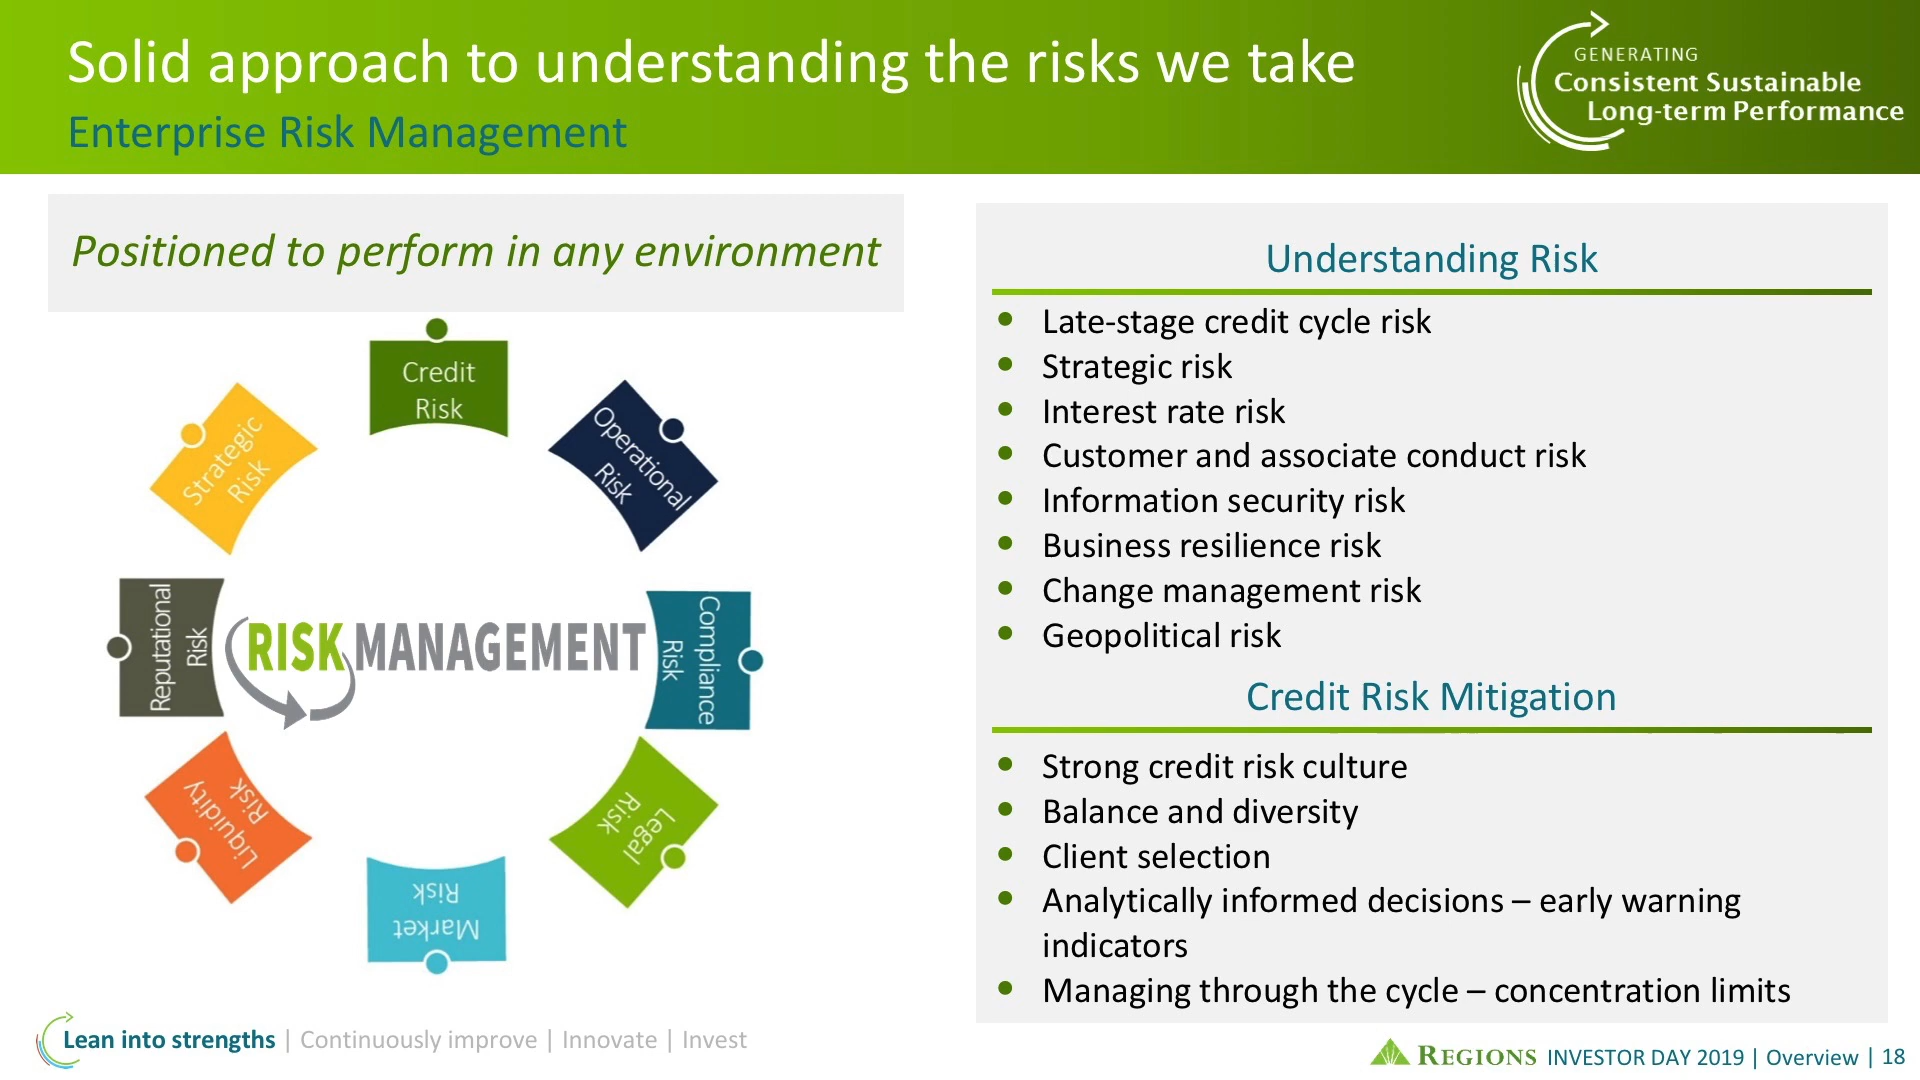 Solid approach to understanding the risks we take
Enterprise Risk Management
GENERATING
Consistent Sustainable
Long-term Performance
Positioned to perform in any environment
Credit
Risk
Operational
Risk
Compliance
Risk
Legal
Risk
Market
Risk
Liquidity
Risk
Reputational
Risk
Strategic
Risk
RISK MANAGEMENT
Understanding Risk
• Late-stage credit cycle risk
• Strategic risk
• Interest rate risk
• Customer and associate conduct risk
• Information security risk
• Business resilience risk
• Change management risk
• Geopolitical risk
Credit Risk Mitigation
• Strong credit risk culture
• Balance and diversity
• Client selection
• Analytically informed decisions – early warning
indicators
• Managing through the cycle – concentration limits
Lean into strengths | Continuously improve | Innovate | Invest
REGIONS INVESTOR DAY 2019 | Overview | 18